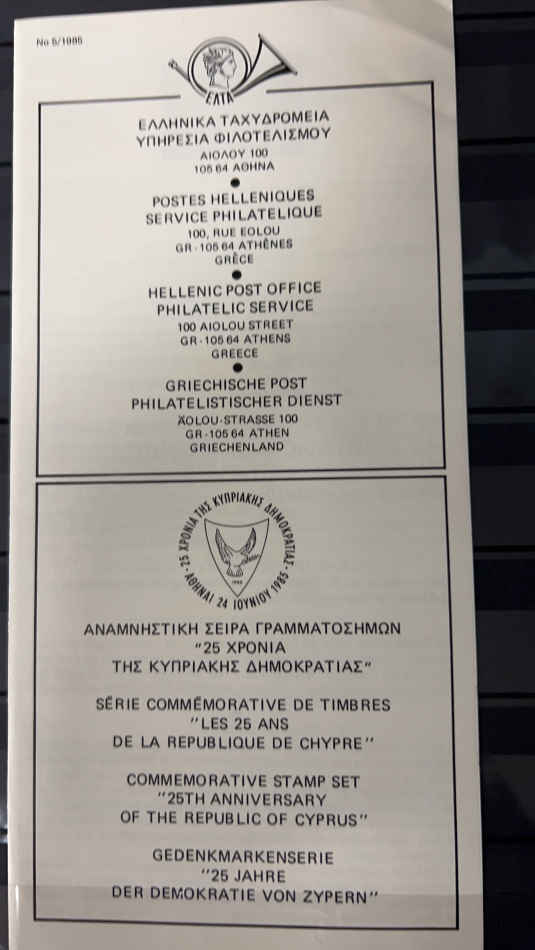 No 5/1985
ΕΛΤΑ
ΕΛΛΗΝΙΚΑ ΤΑΧΥΔΡΟΜΕΙΑ
ΥΠΗΡΕΣΙΑ ΦΙΛΟΤΕΛΙΣΜΟΥ
ΑΙΟΛΟΥ 100
105 64 ΑΘΗΝΑ
POSTES HELLENIQUES
SERVICE PHILATELIQUE
100, RUE EOLOU
GR - 105 64 ATHÈNES
GRÈCE
HELLENIC POST OFFICE
PHILATELIC SERVICE
100 AIOLOU STREET
GR - 105 64 ATHENS
GREECE
GRIECHISCHE POST
PHILATELISTISCHER DIENST
ÄOLOU-STRASSE 100
GR -105 64 ATHEN
GRIECHENLAND
25 ΧΡΟΝΙΑ ΤΗΣ ΚΥΠΡΙΑΚΗΣ ΔΗΜΟΚΡΑΤΙΑΣ -
ΑΘΗΝΑΙ 24 ΙΟΥΝΙΟΥ 1985 -
1960
ΑΝΑΜΝΗΣΤΙΚΗ ΣΕΙΡΑ ΓΡΑΜΜΑΤΟΣΗΜΩΝ
"25 ΧΡΟΝΙΑ
ΤΗΣ ΚΥΠΡΙΑΚΗΣ ΔΗΜΟΚΡΑΤΙΑΣ"
SÉRIE COMMÉMORATIVE DE TIMBRES
"LES 25 ANS
DE LA REPUBLIQUE DE CHYPRE"
COMMEMORATIVE STAMP SET
"25TH ANNIVERSARY
OF THE REPUBLIC OF CYPRUS"
GEDENKMARKENSERIE
"25 JAHRE
DER DEMOKRATIE VON ZYPERN"